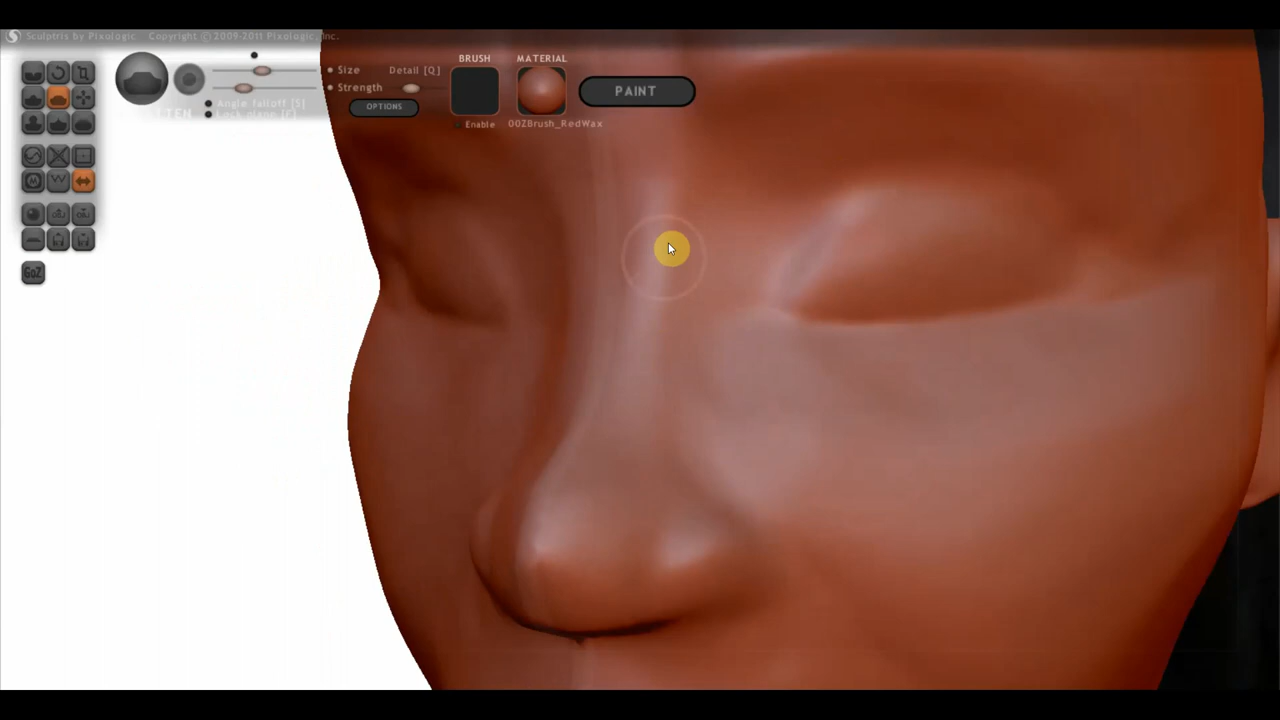 Sculptris by Pixologic Copyright ©2009-2011 Pixologic, Inc.
BRUSH
MATERIAL
Size
Detail [Q]
Strength
PAINT
Angle falloff [S]
OPTIONS
Enable
00ZBrush_RedWax
GoZ